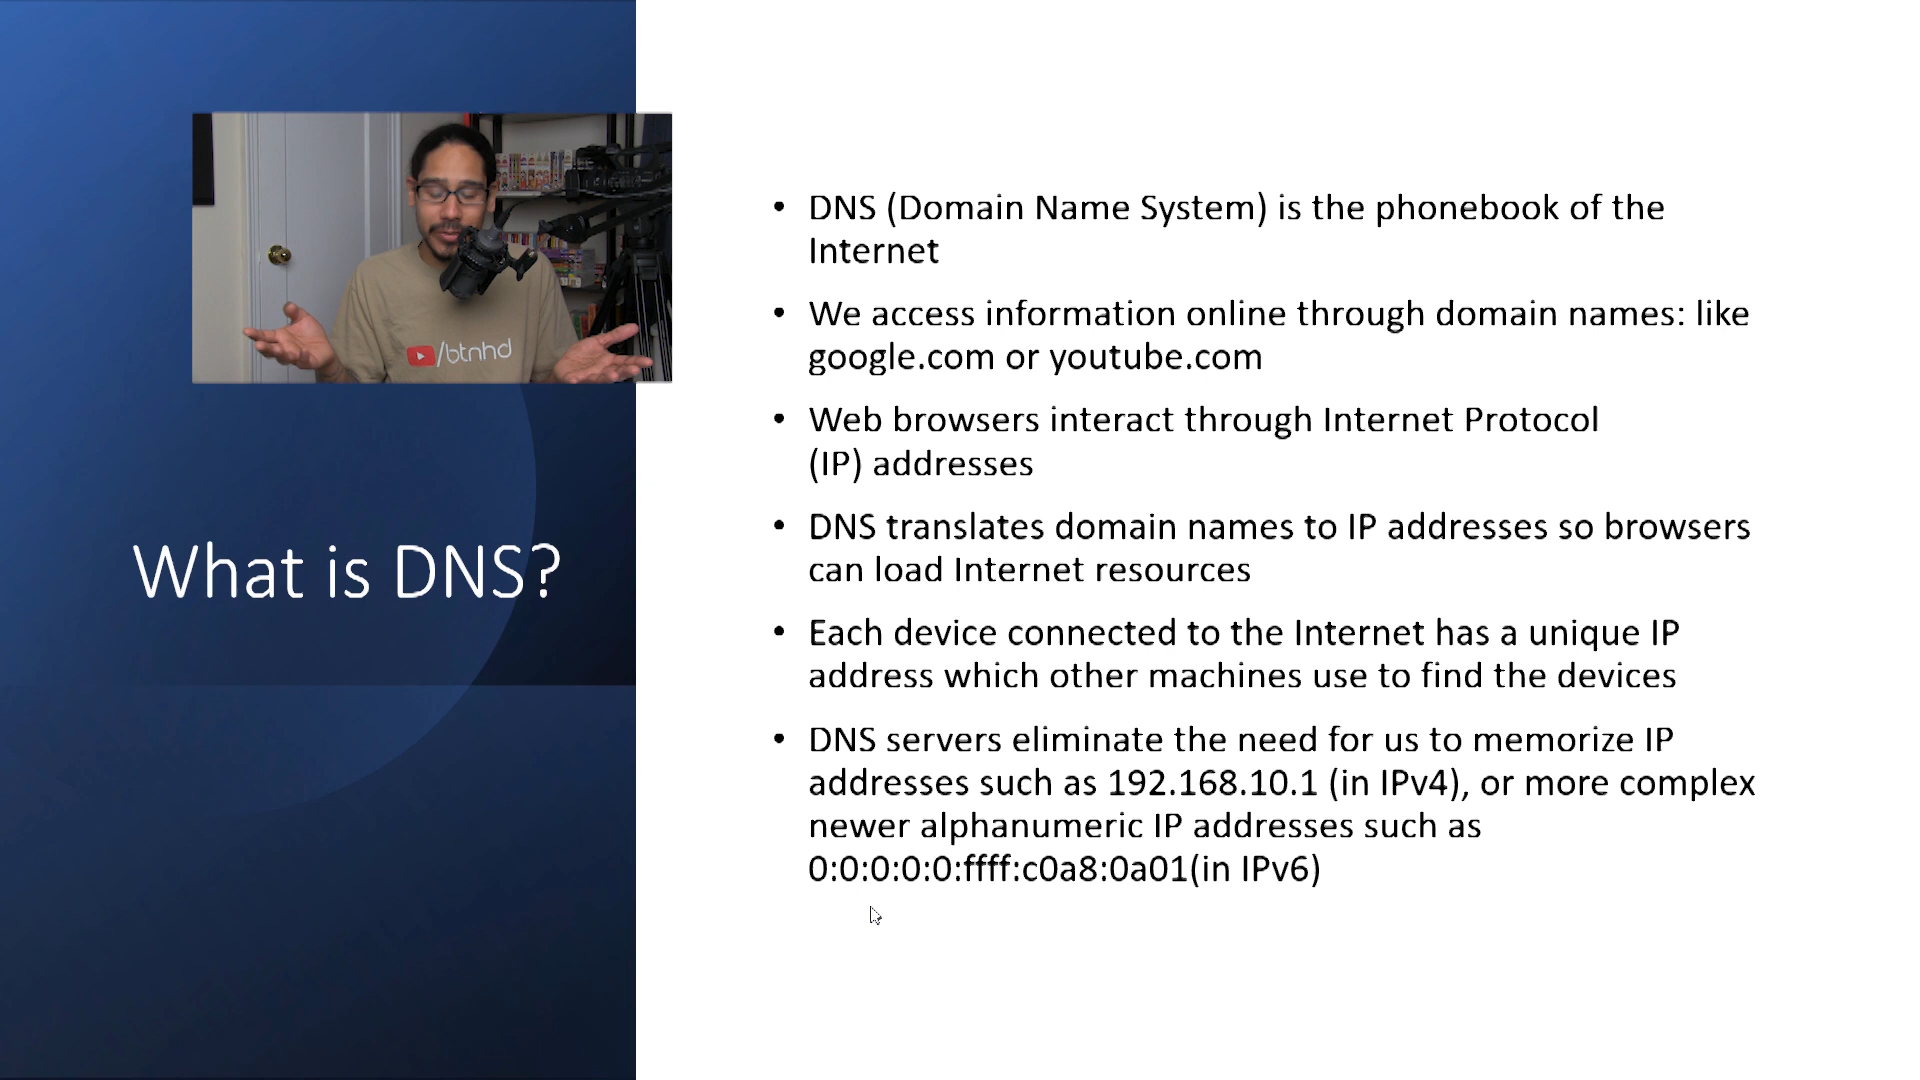 /btnhd
What is DNS?
• DNS (Domain Name System) is the phonebook of the
Internet
• We access information online through domain names: like
google.com or youtube.com
• Web browsers interact through Internet Protocol
(IP) addresses
• DNS translates domain names to IP addresses so browsers
can load Internet resources
• Each device connected to the Internet has a unique IP
address which other machines use to find the devices
• DNS servers eliminate the need for us to memorize IP
addresses such as 192.168.10.1 (in IPv4), or more complex
newer alphanumeric IP addresses such as
0:0:0:0:0:ffff:c0a8:0a01(in IPv6)